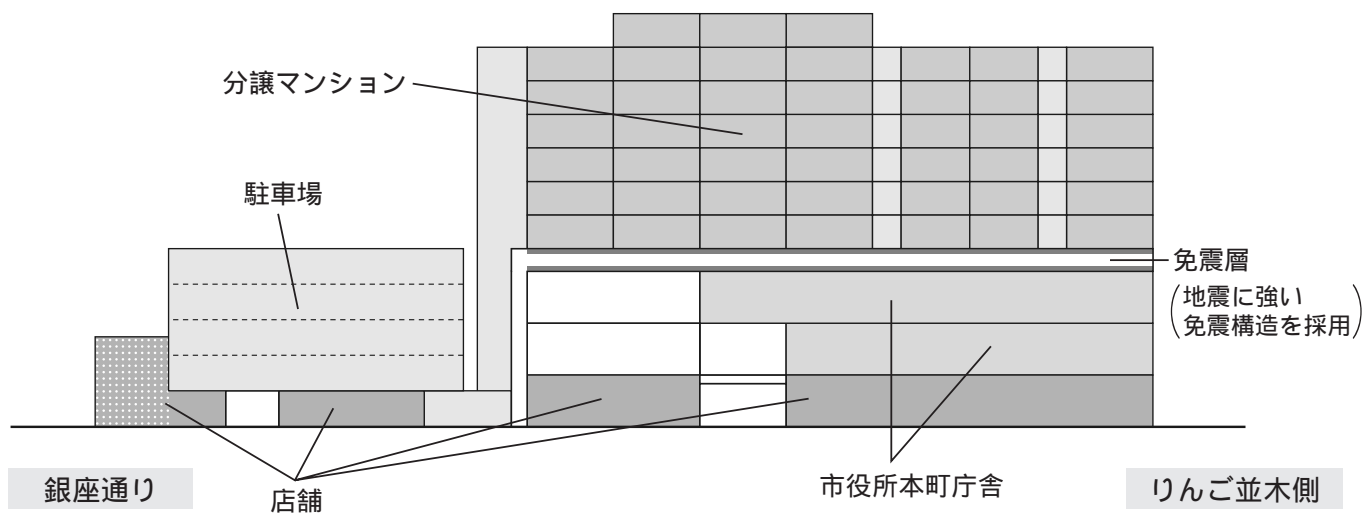 分譲マンション
駐車場
免震層
(地震に強い
免震構造を採用)
銀座通り
店舗
市役所本町庁舎
りんご並木側